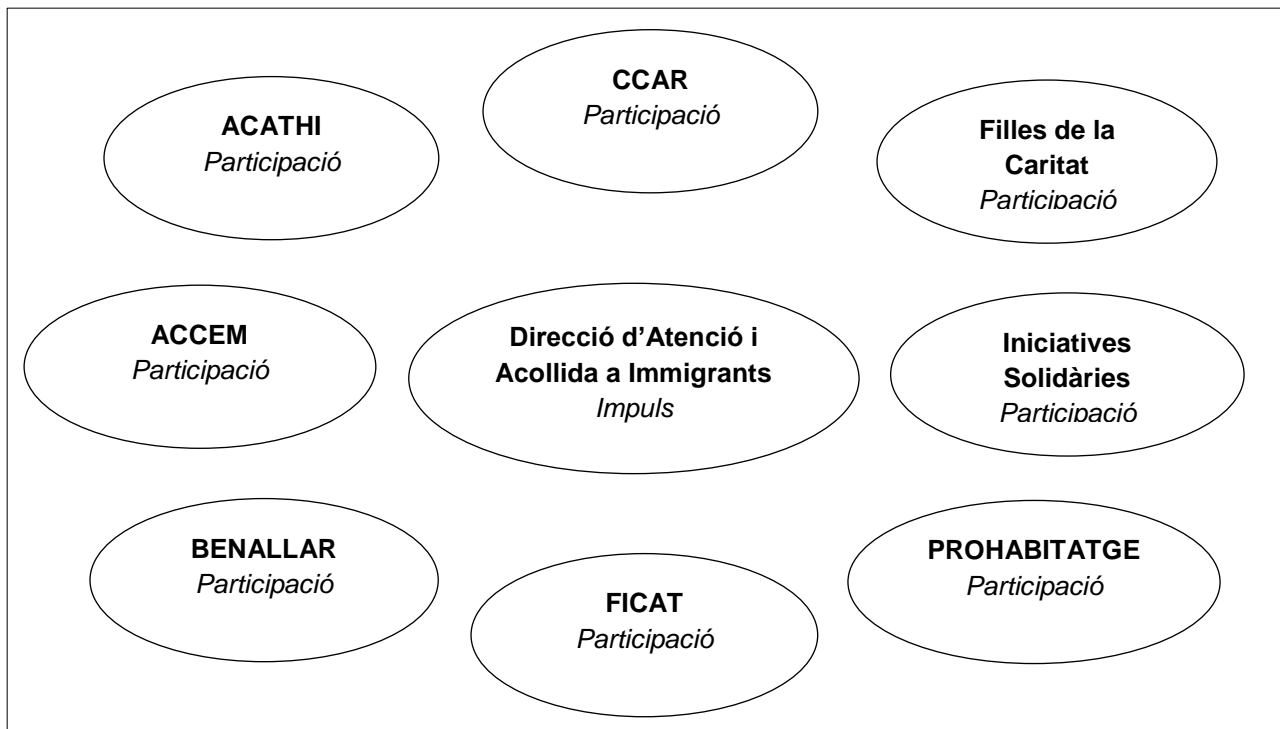 CCAR
Participació
ACATHI
Participació
Filles de la
Caritat
Participació
ACCEM
Participació
Direcció d’Atenció i
Acollida a Immigrants
Impuls
Iniciatives
Solidàries
Participació
BENALLAR
Participació
FICAT
Participació
PROHABITATGE
Participació